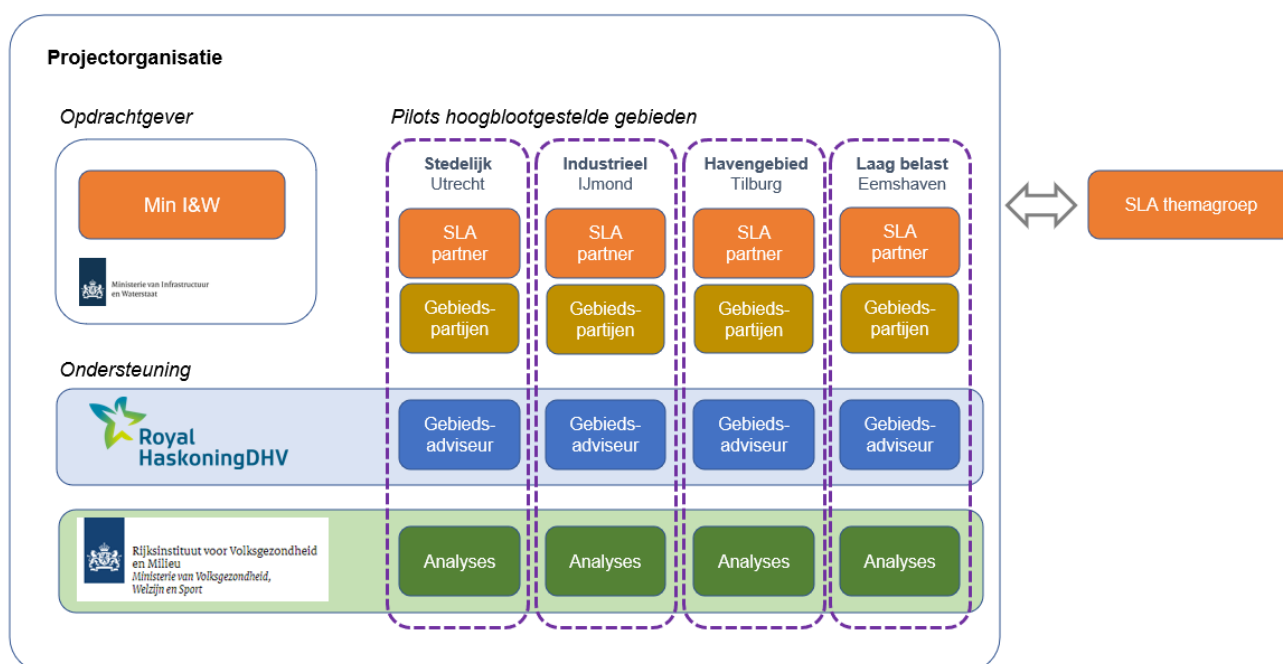 Projectorganisatie
Opdrachtgever
Pilots hoogblootgestelde gebieden
Min I&W
Ministerie van Infrastructuur
en Waterstaat
Stedelijk
Utrecht
Industrieel
IJmond
Havengebied
Tilburg
Laag belast
Eemshaven
SLA
partner
SLA
partner
SLA
partner
SLA
partner
SLA themagroep
Gebieds-
partijen
Gebieds-
partijen
Gebieds-
partijen
Gebieds-
partijen
Ondersteuning
Royal
HaskoningDHV
Gebieds-
adviseur
Gebieds-
adviseur
Gebieds-
adviseur
Gebieds-
adviseur
Rijksinstituut voor Volksgezondheid
en Milieu
Ministerie van Volksgezondheid,
Welzijn en Sport
Analyses
Analyses
Analyses
Analyses